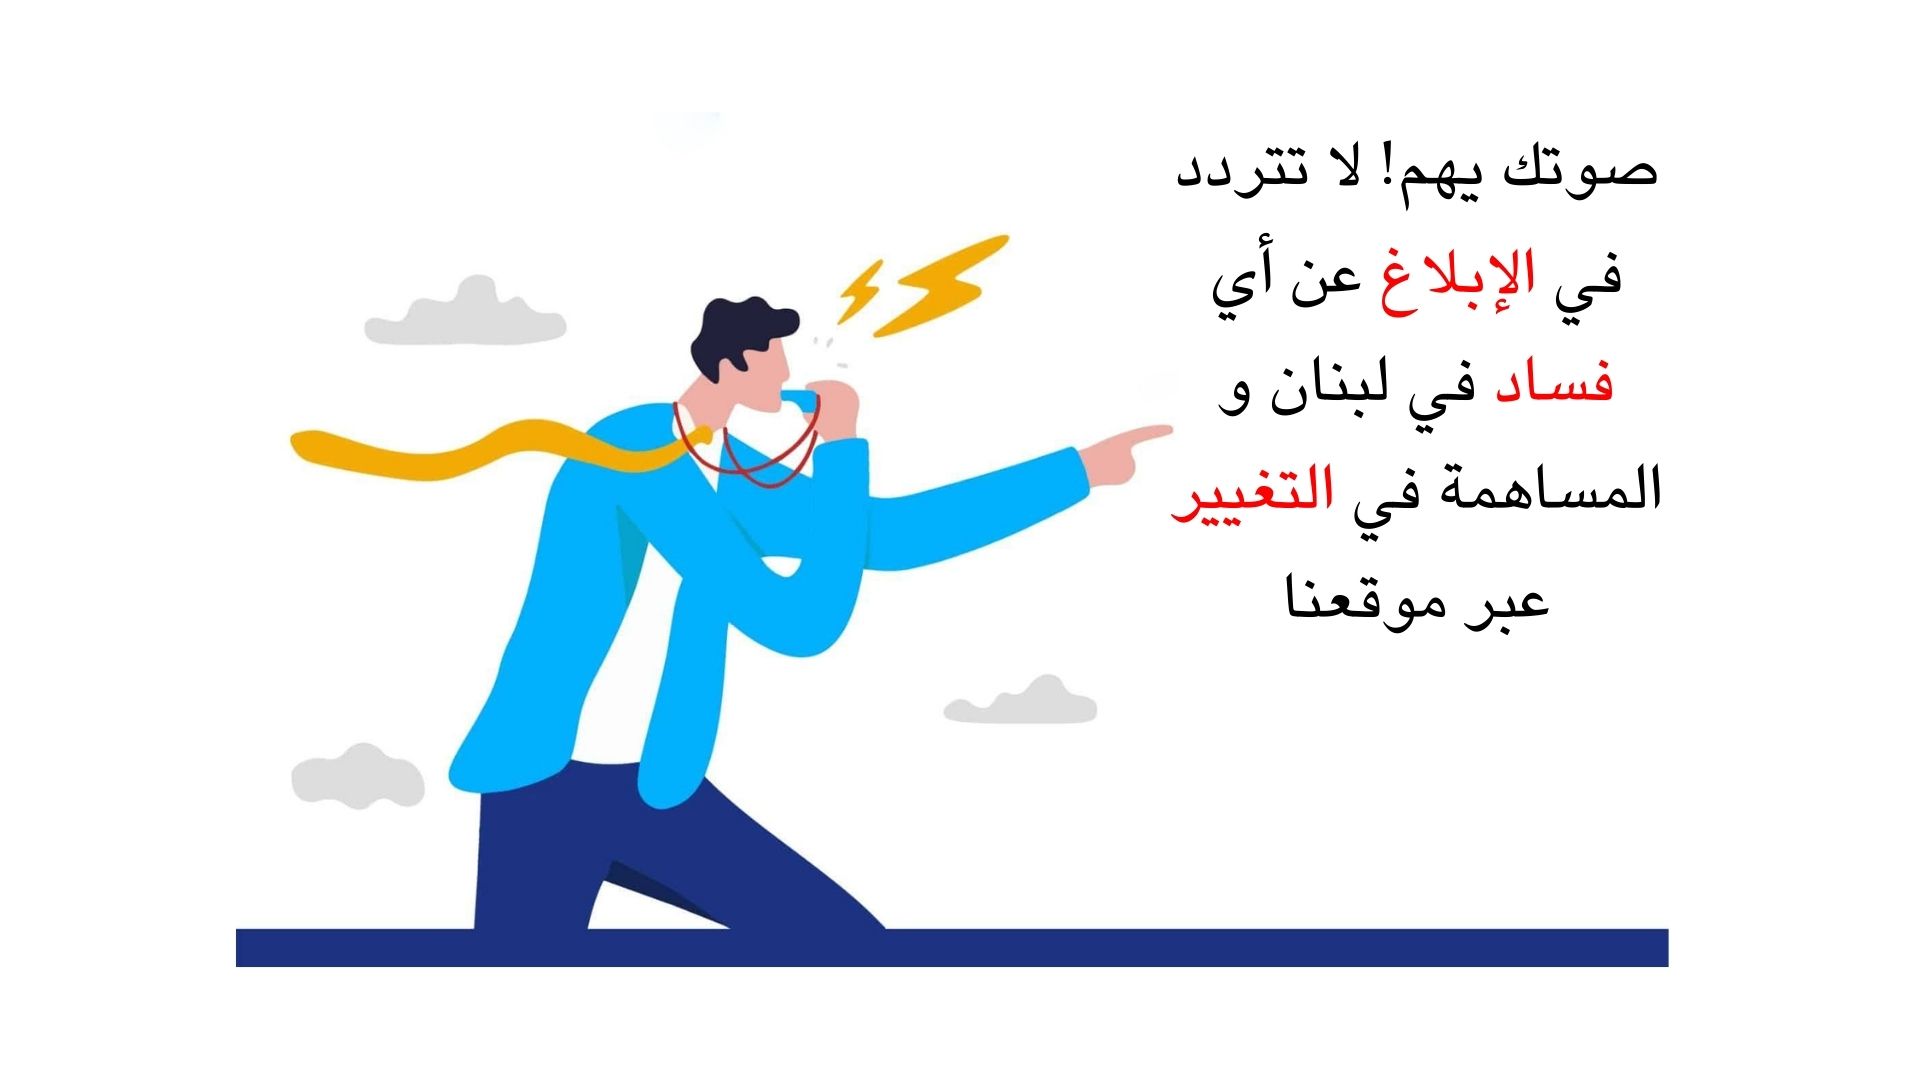 صوتك يهم! لا تتردد
في الإبلاغ عن أي
فساد في لبنان و
المساهمة في التغيير
عبر موقعنا